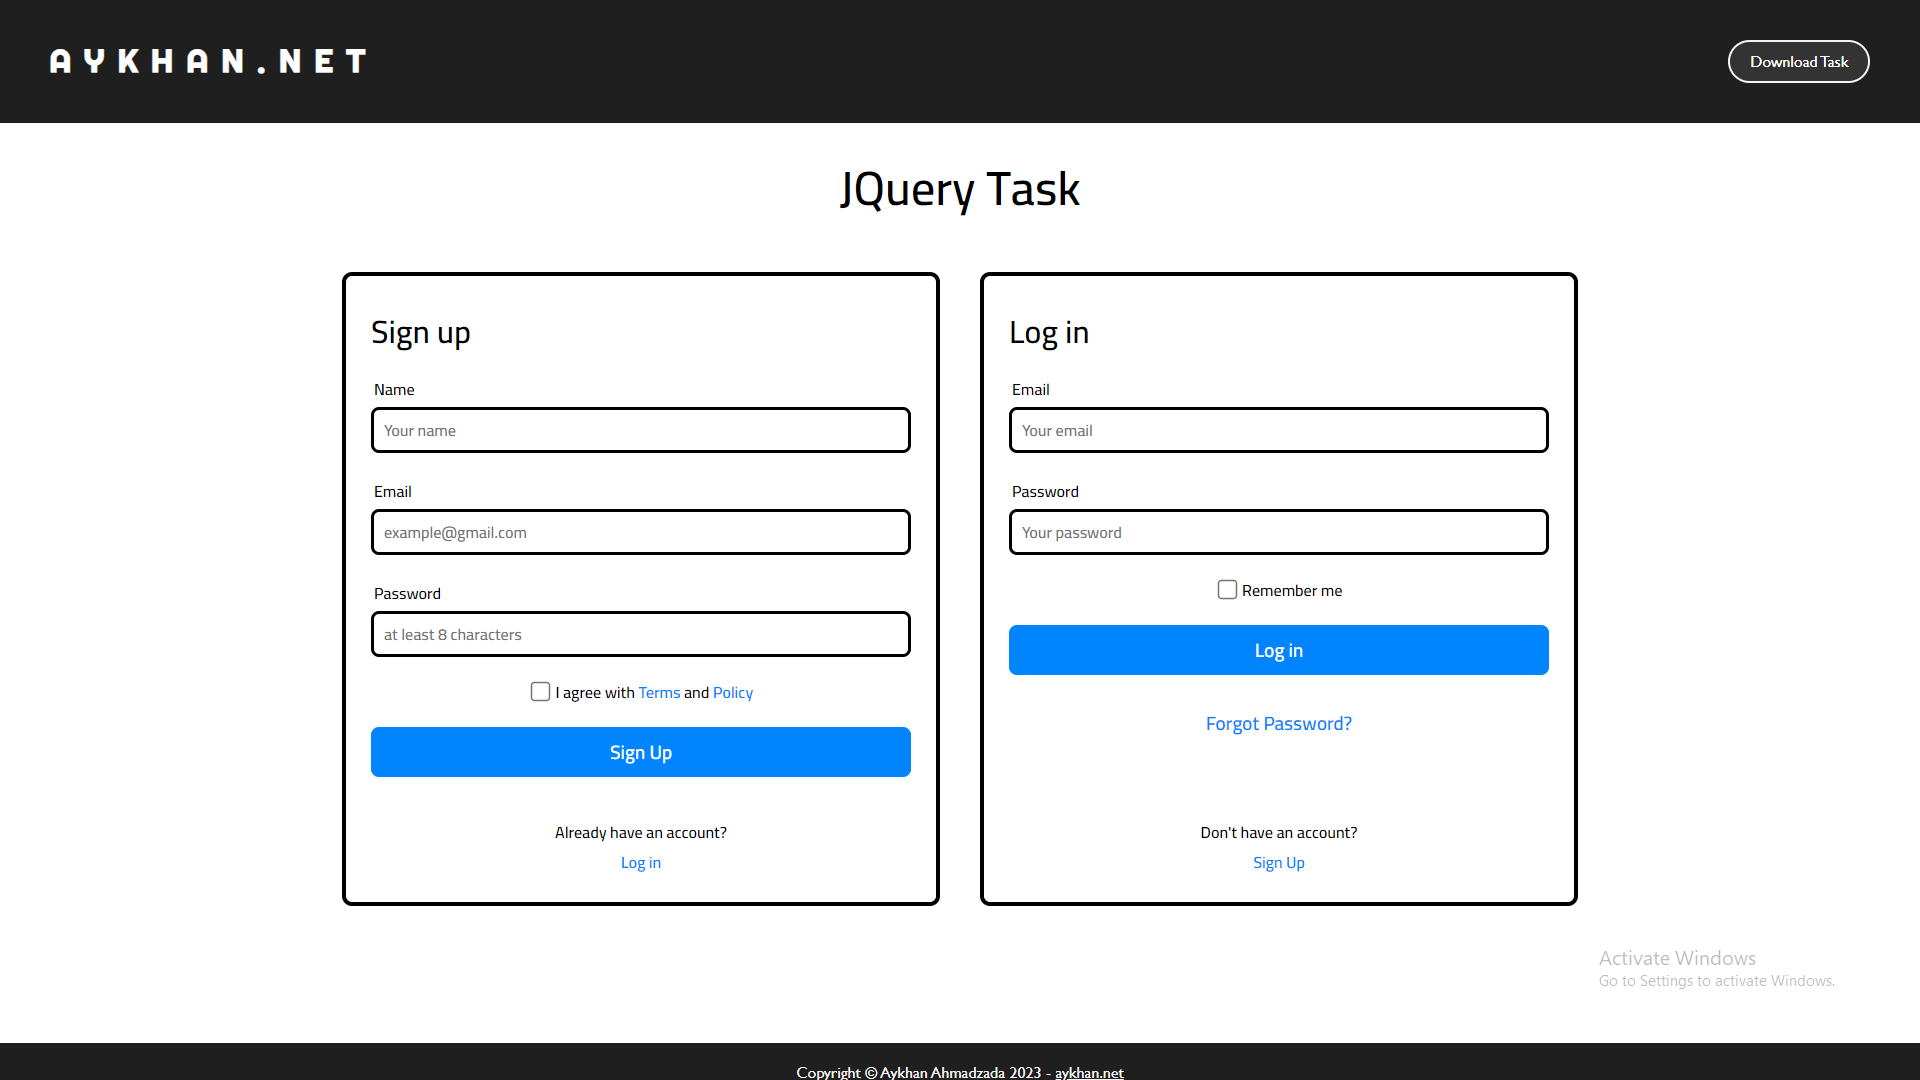 AYKHAN.NET
Download Task
JQuery Task
Sign up
Name
Your name
Email
example@gmail.com
Password
at least 8 characters
I agree with Terms and Policy
Sign Up
Already have an account?
Log in
Log in
Email
Your email
Password
Your password
Remember me
Log in
Forgot Password?
Don't have an account?
Sign Up
Activate Windows
Go to Settings to activate Windows.
Copyright © Aykhan Ahmadzada 2023 - aykhan.net